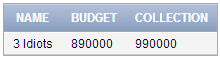 NAME BUDGET COLLECTION
3 Idiots 890000 990000